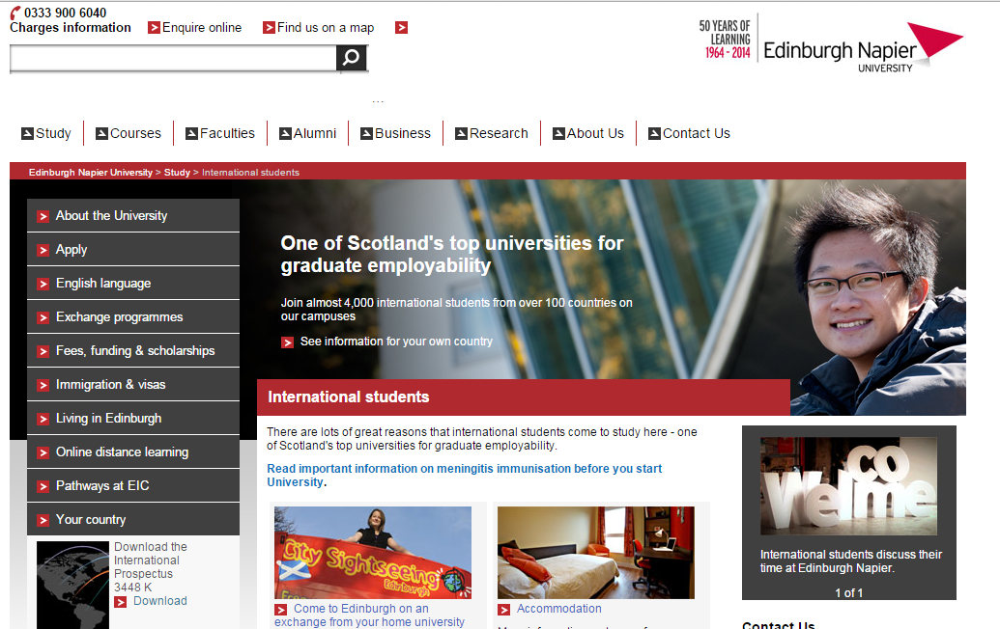 0333 900 6040
Charges information
Enquire online
Find us on a map
50 YEARS OF
LEARNING
1964 - 2014
Edinburgh Napier
UNIVERSITY
...
Study
Courses
Faculties
Alumni
Business
Research
About Us
Contact Us
Edinburgh Napier University > Study > International students
About the University
Apply
English language
Exchange programmes
Fees, funding & scholarships
Immigration & visas
Living in Edinburgh
Online distance learning
Pathways at EIC
Your country
Download the
International
Prospectus
3448 K
Download
One of Scotland's top universities for
graduate employability
Join almost 4,000 international students from over 100 countries on
our campuses
See information for your own country
International students
There are lots of great reasons that international students come to study here - one
of Scotland's top universities for graduate employability.
Read important information on meningitis immunisation before you start
University.
City Sightseeing
Edinburgh
Come to Edinburgh on an
exchange from your home university
Accommodation
Welcome
International students discuss their
time at Edinburgh Napier.
1 of 1
Contact Us